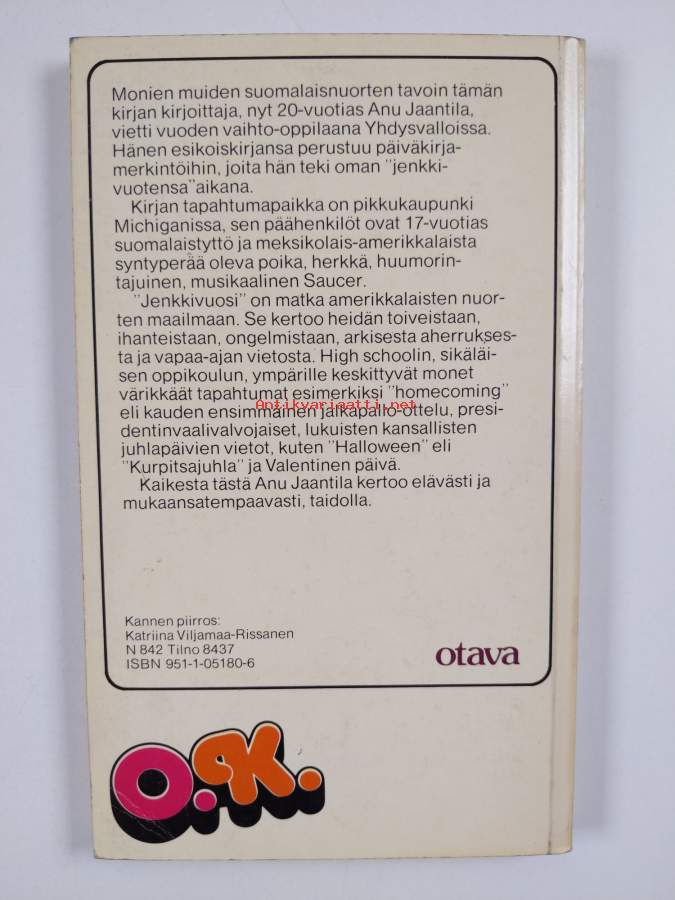 Monien muiden suomalaisnuorten tavoin tämän
kirjan kirjoittaja, nyt 20-vuotias Anu Jaantila,
vietti vuoden vaihto-oppilaana Yhdysvalloissa.
Hänen esikoiskirjansa perustuu päiväkirja-
merkintöihin, joita hän teki oman "jenkki-
vuotensa"aikana.
Kirjan tapahtumapaikka on pikkukaupunki
Michiganissa, sen päähenkilöt ovat 17-vuotias
suomalaistyttö ja meksikolais-amerikkalaista
syntyperää oleva poika, herkkä, huumorin-
tajuinen, musikaalinen Saucer.
"Jenkkivuosi" on matka amerikkalaisten nuor-
ten maailmaan. Se kertoo heidän toiveistaan,
ihanteistaan, ongelmistaan, arkisesta aherrukses-
ta ja vapaa-ajan vietosta. High schoolin, sikäläi-
sen oppikoulun, ympärille keskittyvät monet
värikkäät tapahtumat esimerkiksi "homecoming"
Antikvariaatti.net
eli kauden ensimmäinen jalkapallo-ottelu, presi-
dentinvaalivalvojaiset, lukuisten kansallisten
juhlapäivien vietot, kuten "Halloween" eli
"Kurpitsajuhla" ja Valentinen päivä.
Kaikesta tästä Anu Jaantila kertoo elävästi ja
mukaansatempaavasti, taidolla.
Kannen piirros:
Katriina Viljamaa-Rissanen
N 842 Tilno 8437
ISBN 951-1-05180-6
otava
O.K.